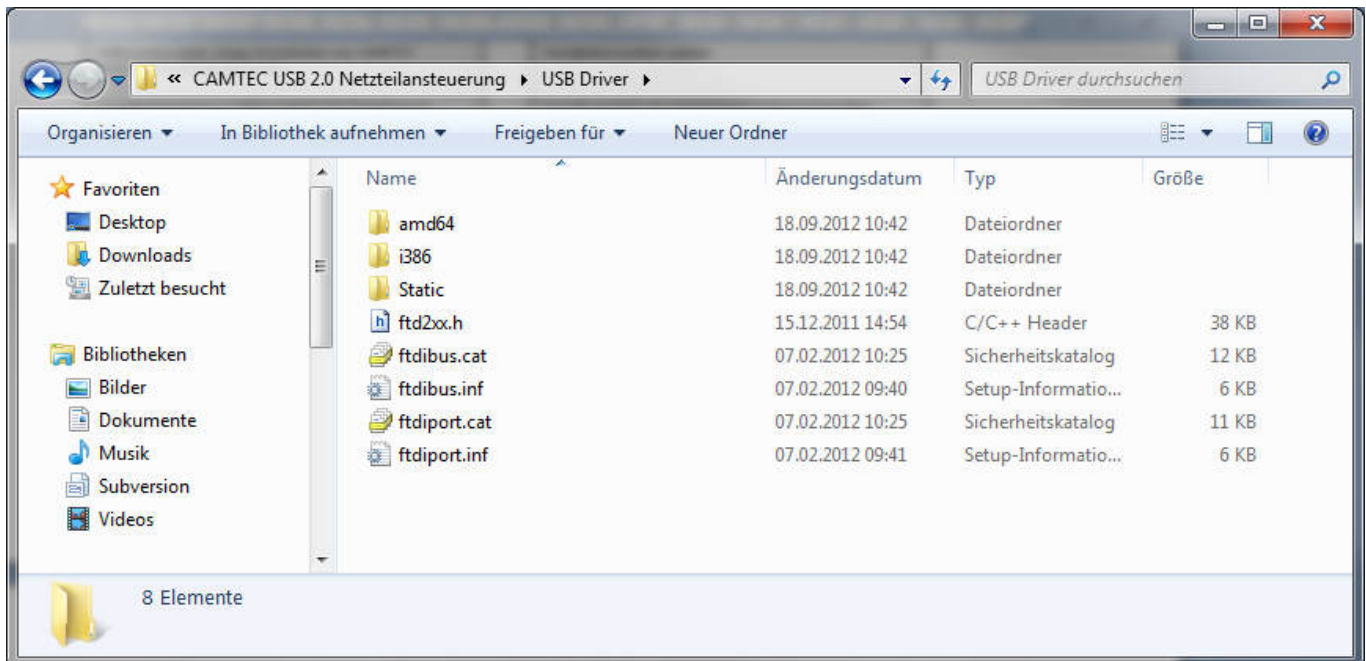 « CAMTEC USB 2.0 Netzteilansteuerung ▸ USB Driver ▸ USB Driver durchsuchen
Organisieren ▾ In Bibliothek aufnehmen ▾ Freigeben für ▾ Neuer Ordner
Name Änderungsdatum Typ Größe
Favoriten
Desktop
Downloads
Zuletzt besucht
Bibliotheken
Bilder
Dokumente
Musik
Subversion
Videos
amd64 18.09.2012 10:42 Dateiordner
i386 18.09.2012 10:42 Dateiordner
Static 18.09.2012 10:42 Dateiordner
ftd2xx.h 15.12.2011 14:54 C/C++ Header 38 KB
ftdibus.cat 07.02.2012 10:25 Sicherheitskatalog 12 KB
ftdibus.inf 07.02.2012 09:40 Setup-Informatio... 6 KB
ftdiport.cat 07.02.2012 10:25 Sicherheitskatalog 11 KB
ftdiport.inf 07.02.2012 09:41 Setup-Informatio... 6 KB
8 Elemente